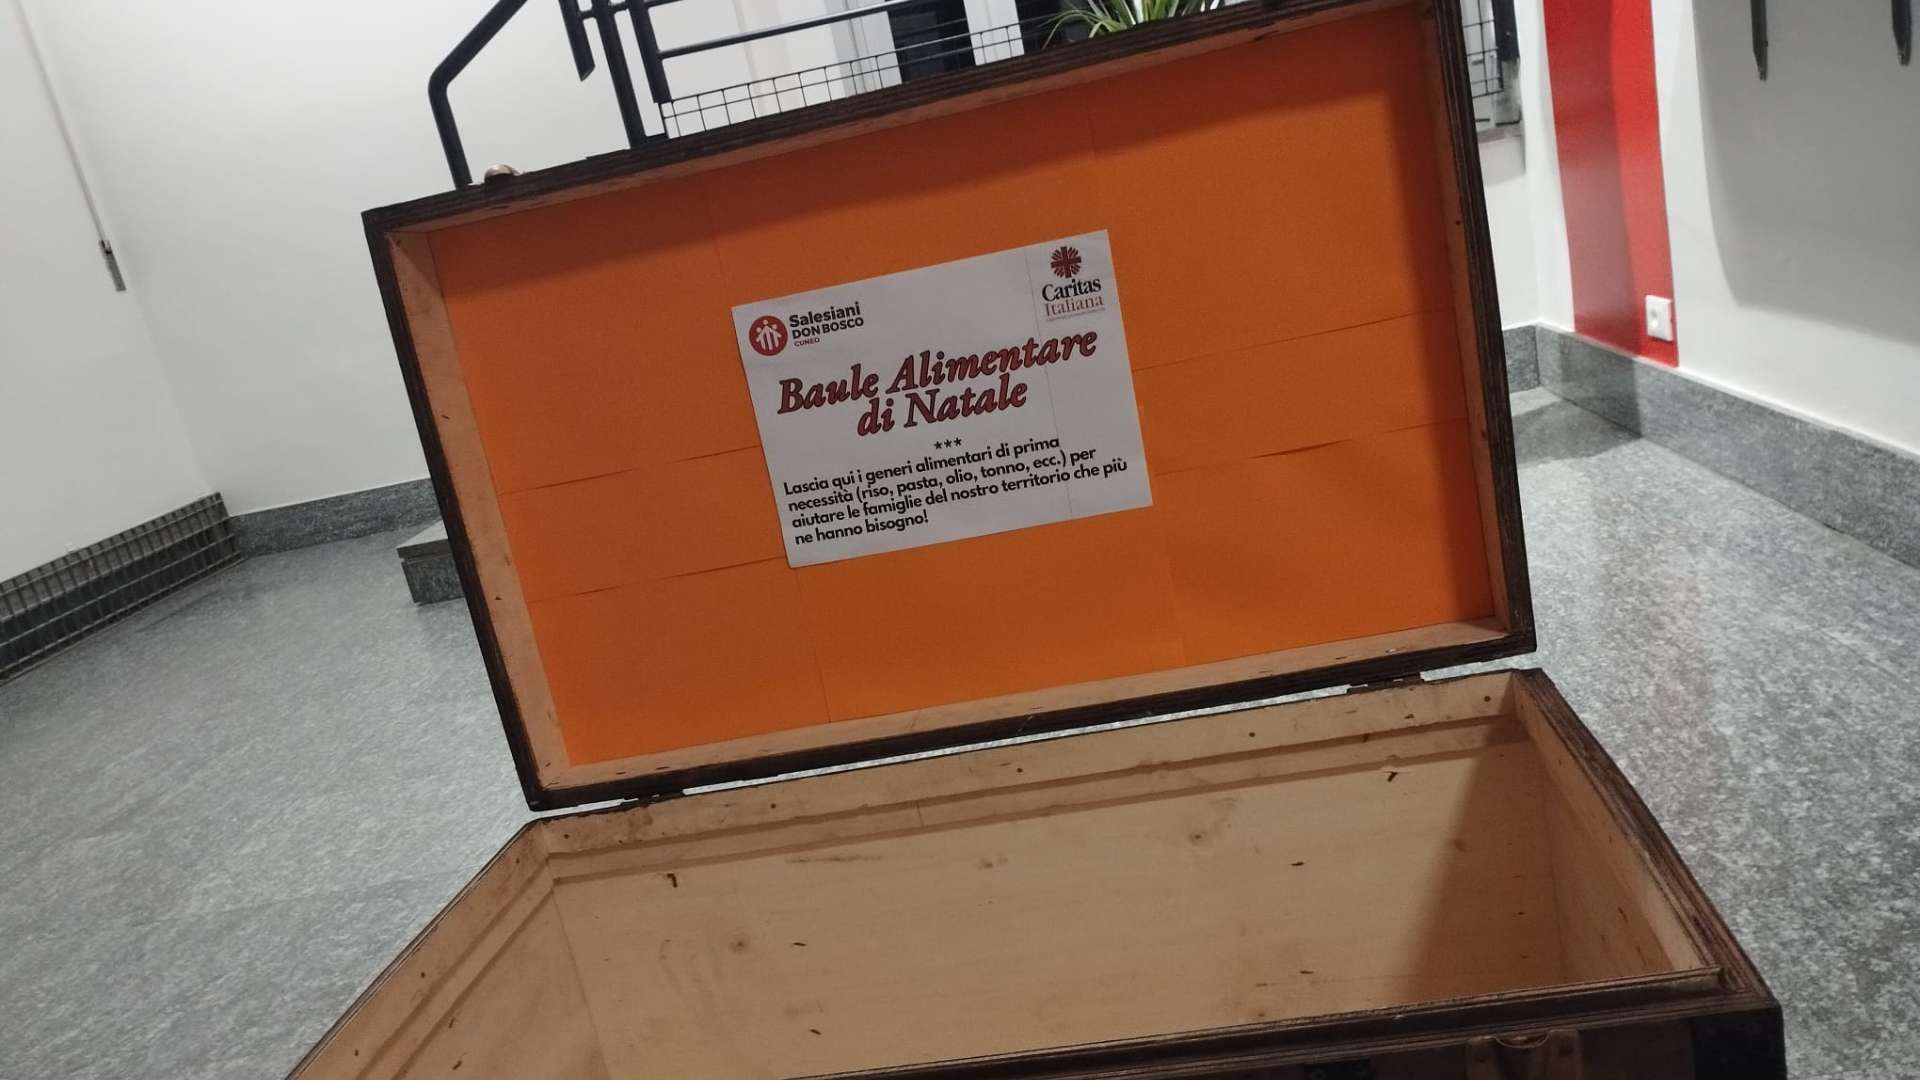 Salesiani
DON BOSCO
CUNEO
Caritas
Italiana
Baule Alimentare
di Natale
***
Lascia qui i generi alimentari di prima
necessità (riso, pasta, olio, tonno, ecc.) per
aiutare le famiglie del nostro territorio che più
ne hanno bisogno!